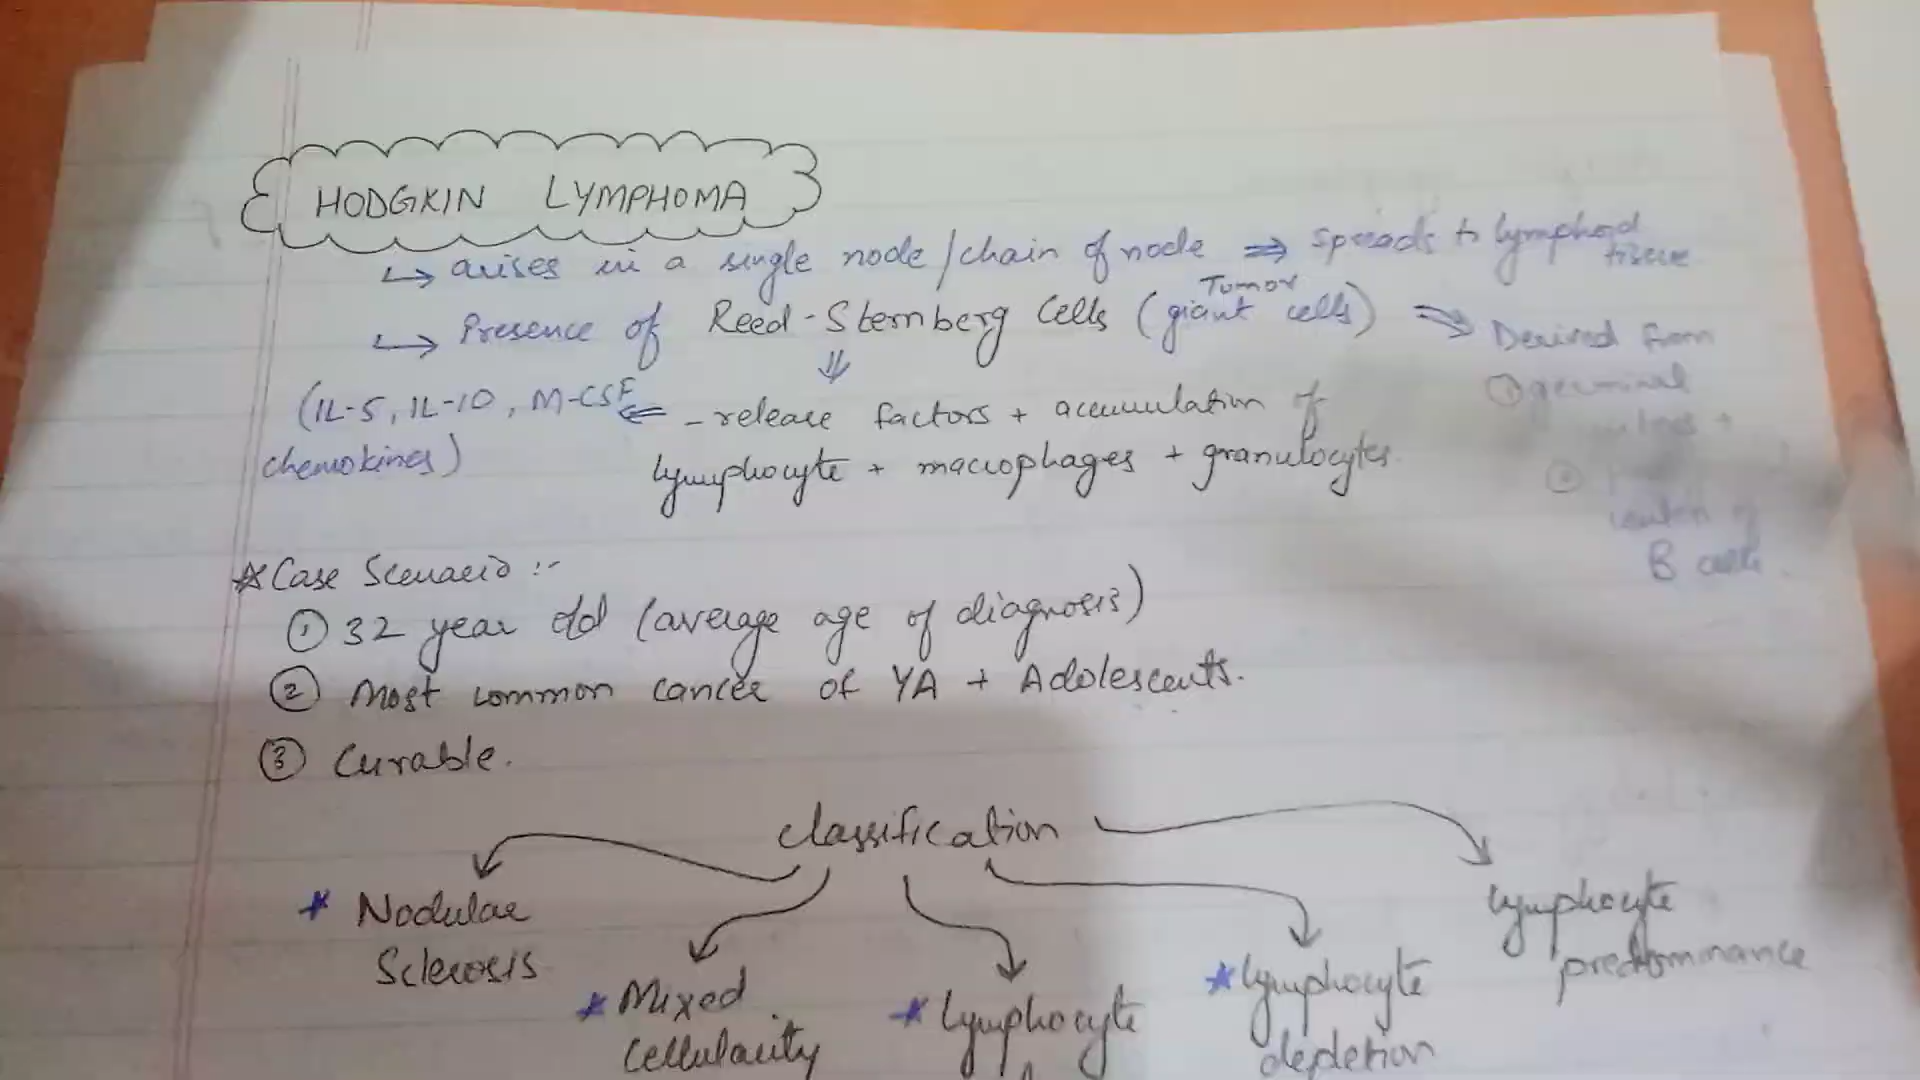 HODGKIN LYMPHOMA
↳ arises in a single node/chain of node ⇒ spreads to lymphoid tissue
↳ Presence of Reed-Sternberg Cells (giant Tumor cells) ⇒ Derived from
① germinal
+
②
B cells
(IL-5, IL-10, M-CSF ⇐ - release factors + accumulation of
chemokines)
lymphocyte + macrophages + granulocytes.
* Case Scenario :-
① 32 year old (average age of diagnosis)
② Most common cancer of YA + Adolescents.
③ Curable.
classification
* Nodular
Sclerosis
* Mixed
Cellularity
* Lymphocyte
* Lymphocyte
depletion
Lymphocyte
predominance